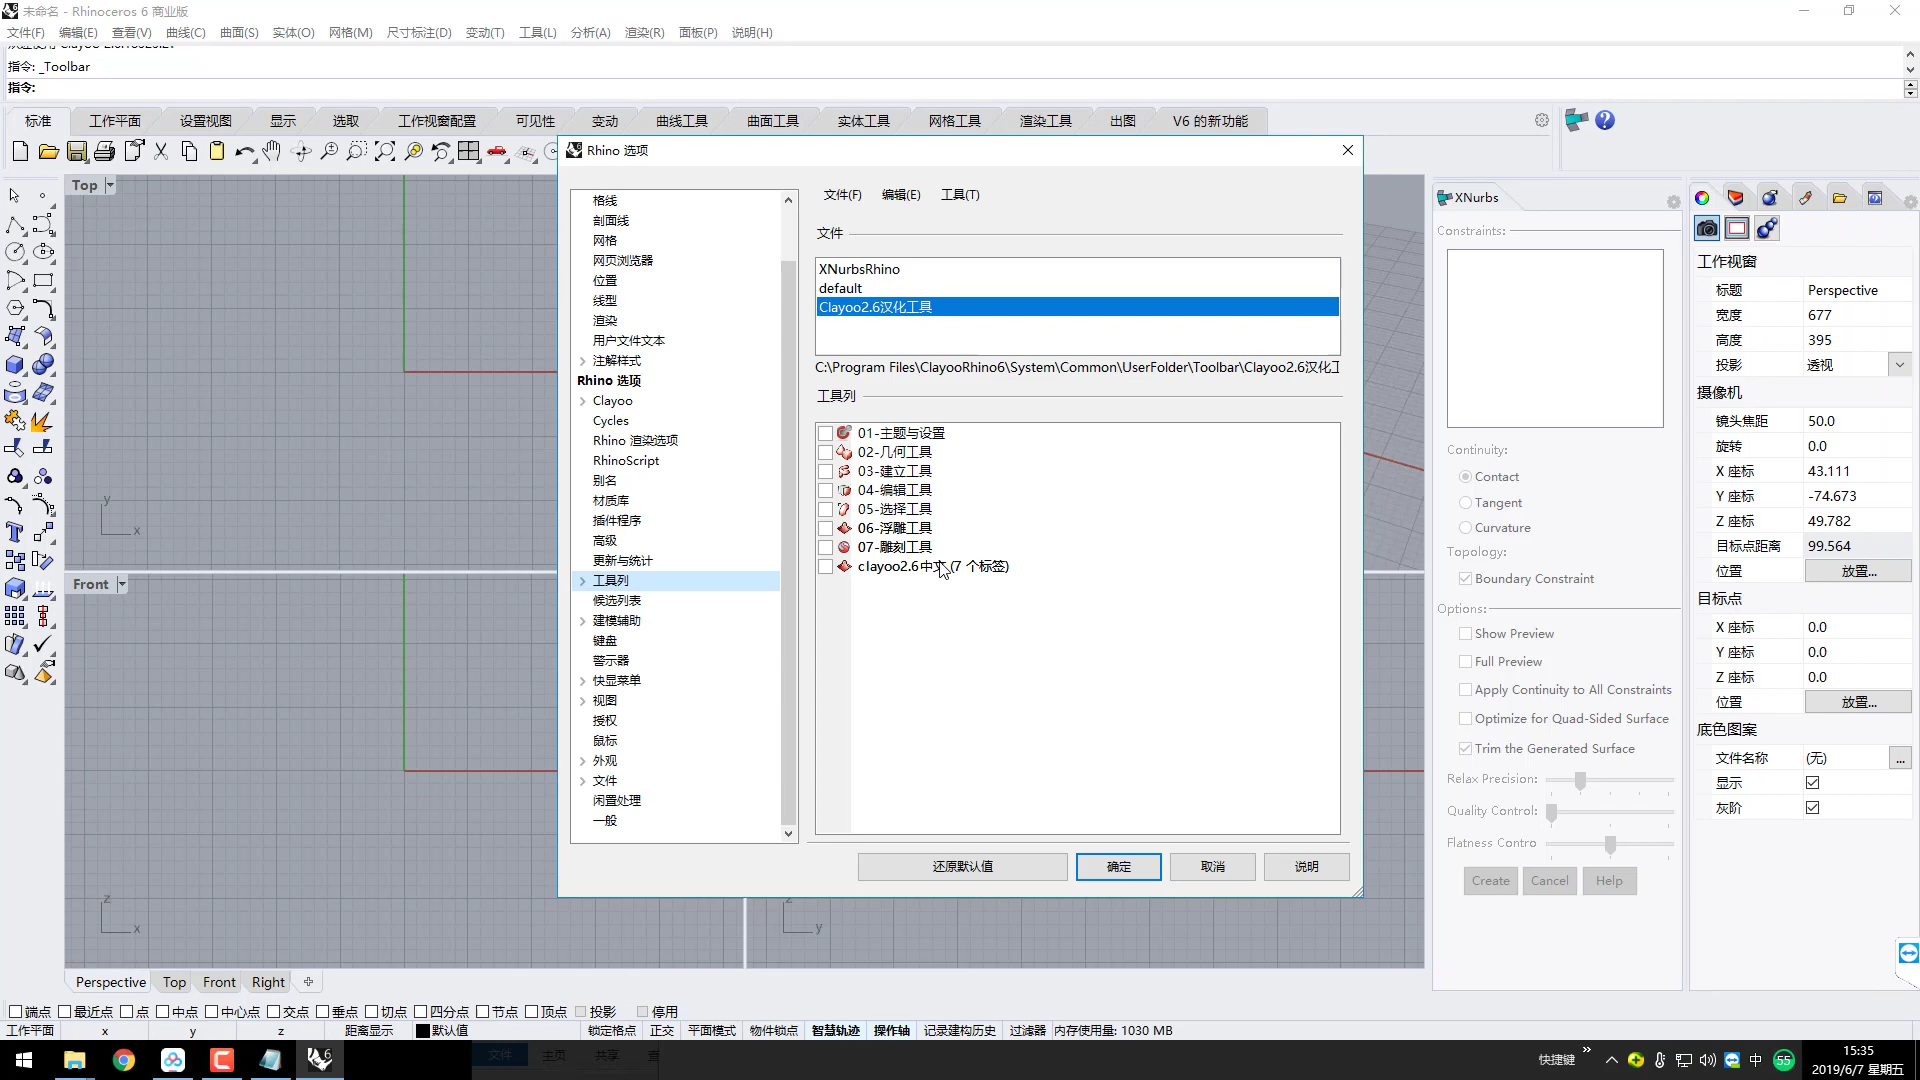 未命名 - Rhinoceros 6 商业版
文件(F) 编辑(E) 查看(V) 曲线(C) 曲面(S) 实体(O) 网格(M) 尺寸标注(D) 变动(T) 工具(L) 分析(A) 渲染(R) 面板(P) 说明(H)
指令: _Toolbar
指令:
标准 工作平面 设置视图 显示 选取 工作视窗配置 可见性 变动 曲线工具 曲面工具 实体工具 网格工具 渲染工具 出图 V6 的新功能
Top
Front
Rhino 选项
格线
剖面线
网格
网页浏览器
位置
线型
渲染
用户文件文本
注解样式
Rhino 选项
Clayoo
Cycles
Rhino 渲染选项
RhinoScript
别名
材质库
插件程序
高级
更新与统计
工具列
候选列表
建模辅助
键盘
警示器
快显菜单
视图
授权
鼠标
外观
文件
闲置处理
一般
文件(F) 编辑(E) 工具(T)
文件
XNurbsRhino
default
Clayoo2.6汉化工具
C:\Program Files\ClayooRhino6\System\Common\UserFolder\Toolbar\Clayoo2.6汉化工
工具列
01-主题与设置
02-几何工具
03-建立工具
04-编辑工具
05-选择工具
06-浮雕工具
07-雕刻工具
clayoo2.6中文 (7 个标签)
还原默认值 确定 取消 说明
XNurbs
Constraints:
Continuity:
Contact
Tangent
Curvature
Topology:
Boundary Constraint
Options:
Show Preview
Full Preview
Apply Continuity to All Constraints
Optimize for Quad-Sided Surface
Trim the Generated Surface
Relax Precision:
Quality Control:
Flatness Contro
Create Cancel Help
工作视窗
标题 Perspective
宽度 677
高度 395
投影 透视
摄像机
镜头焦距 50.0
旋转 0.0
X 座标 43.111
Y 座标 -74.673
Z 座标 49.782
目标点距离 99.564
位置 放置...
目标点
X 座标 0.0
Y 座标 0.0
Z 座标 0.0
位置 放置...
底色图案
文件名称 (无) ...
显示
灰阶
y
x
z
x
z
y
Perspective Top Front Right
端点 最近点 点 中点 中心点 交点 垂点 切点 四分点 节点 顶点 投影 停用
工作平面 x y z 距离显示 默认值 锁定格点 正交 平面模式 物件锁点 智慧轨迹 操作轴 记录建构历史 过滤器 内存使用量: 1030 MB
文件 主页 共享
快捷键 中 55
15:35
2019/6/7 星期五